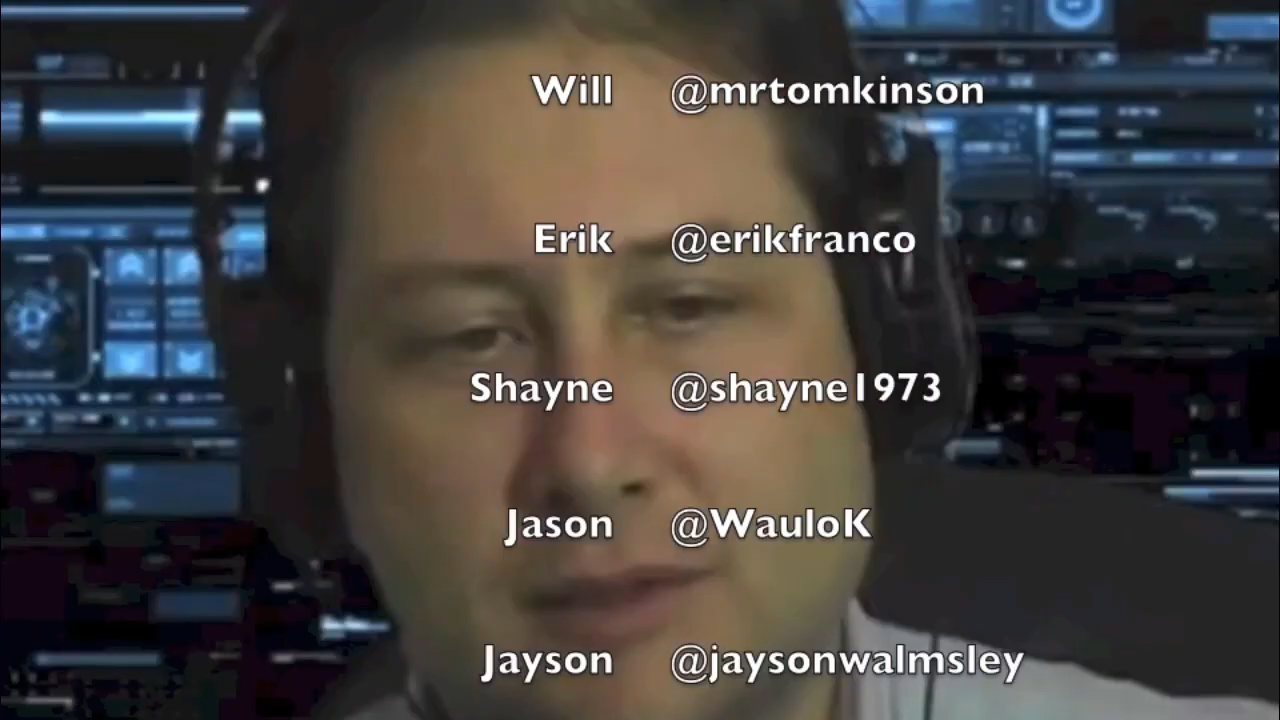 Will @mrtomkinson
Erik @erikfranco
Shayne @shayne1973
Jason @WauloK
Jayson @jaysonwalmsley